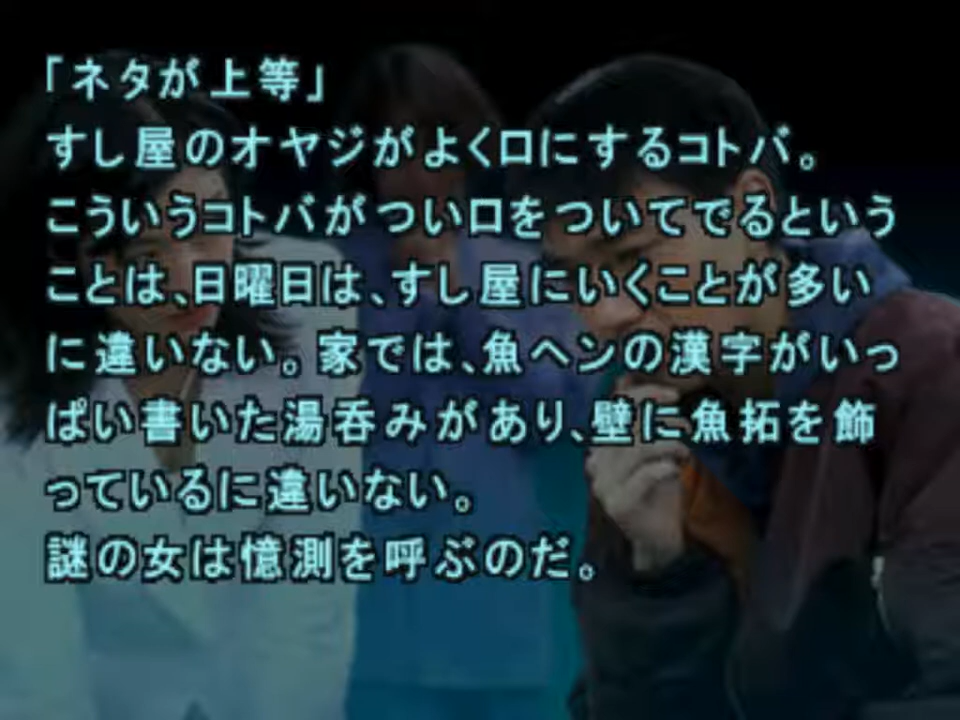 「ネタが上等」
すし屋のオヤジがよく口にするコトバ。
こういうコトバがつい口をついてでるという
ことは、日曜日は、すし屋にいくことが多い
に違いない。家では、魚ヘンの漢字がいっ
ぱい書いた湯呑みがあり、壁に魚拓を飾
っているに違いない。
謎の女は憶測を呼ぶのだ。